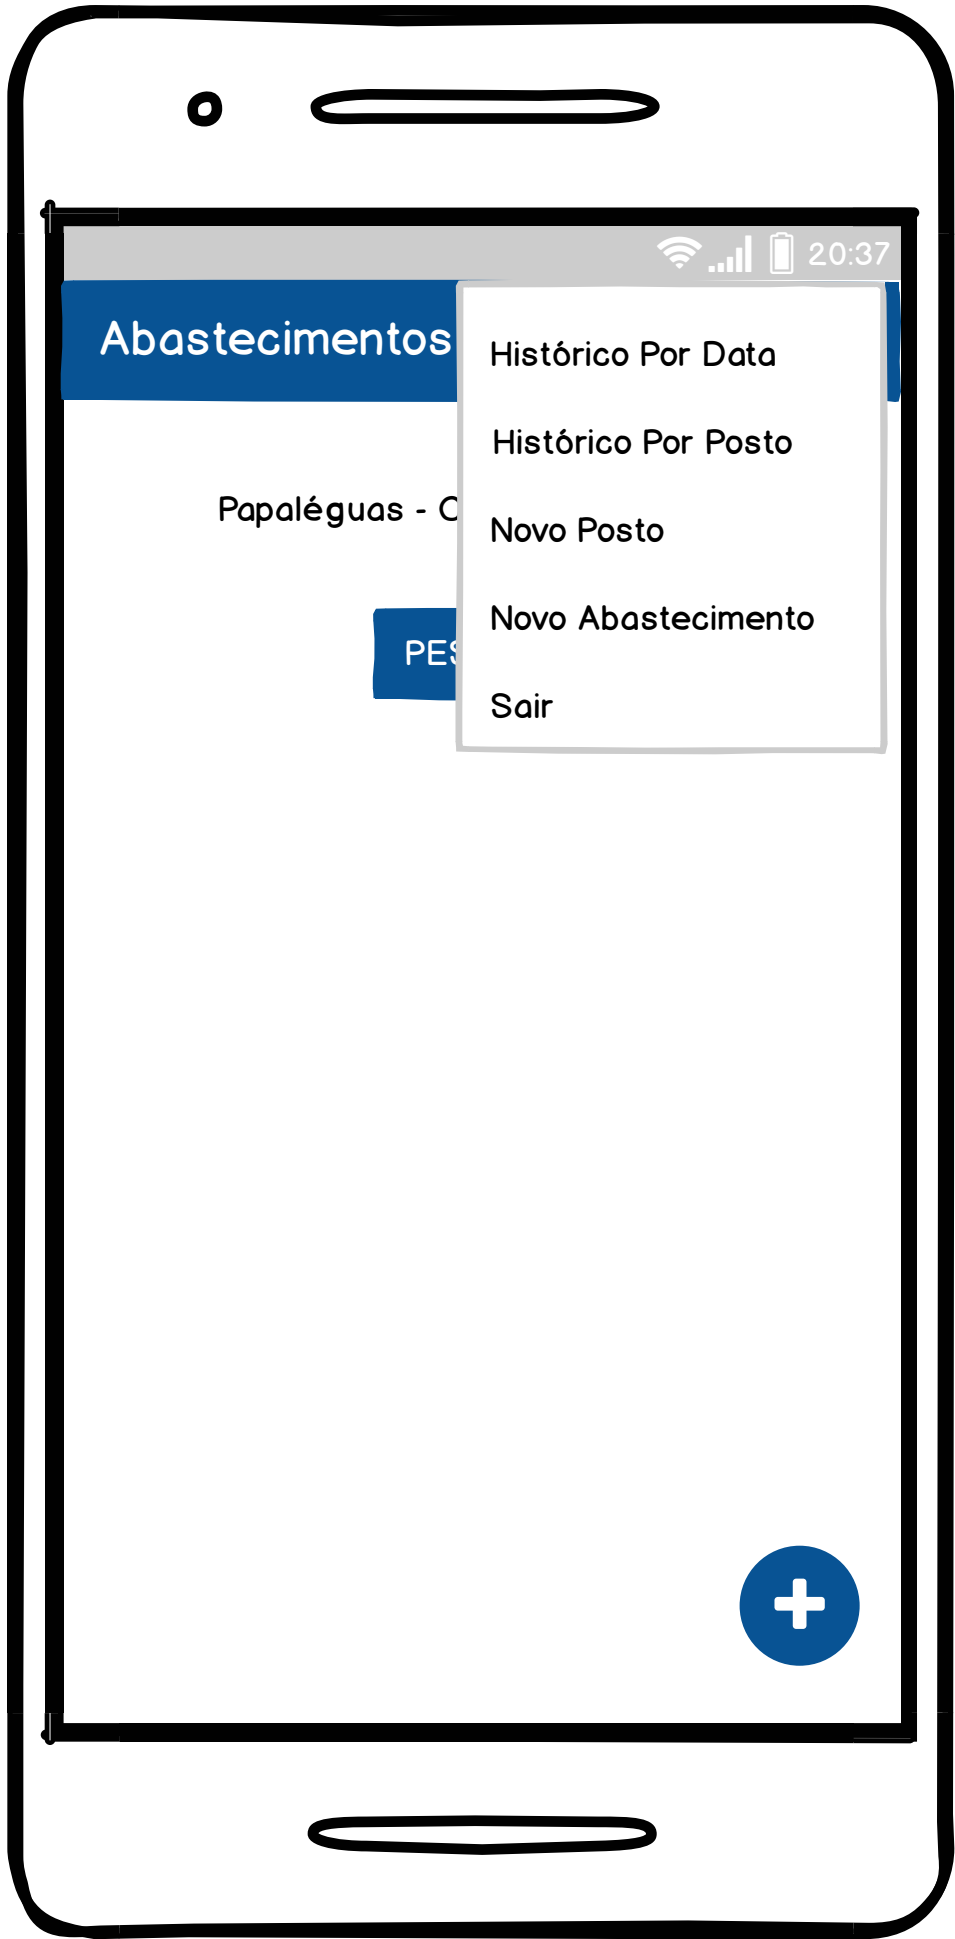 20:37
Abastecimentos
Histórico Por Data
Histórico Por Posto
Papaléguas -
Novo Posto
Novo Abastecimento
Sair